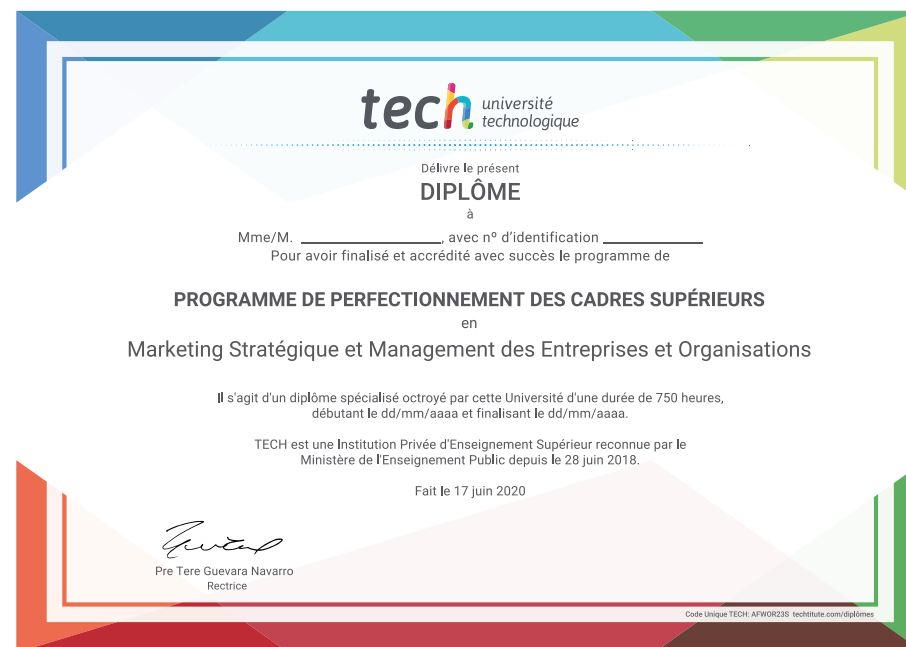 tech université
technologique
Délivre le présent
DIPLÔME
à
Mme/M. ____________________, avec nº d'identification ______________
Pour avoir finalisé et accrédité avec succès le programme de
PROGRAMME DE PERFECTIONNEMENT DES CADRES SUPÉRIEURS
en
Marketing Stratégique et Management des Entreprises et Organisations
Il s'agit d'un diplôme spécialisé octroyé par cette Université d'une durée de 750 heures,
débutant le dd/mm/aaaa et finalisant le dd/mm/aaaa.
TECH est une Institution Privée d'Enseignement Supérieur reconnue par le
Ministère de l'Enseignement Public depuis le 28 juin 2018.
Fait le 17 juin 2020
Pre Tere Guevara Navarro
Rectrice
Code Unique TECH: AFWOR23S techtitute.com/diplômes